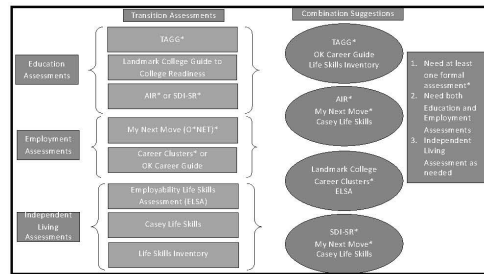 Transition Assessments
Combination Suggestions
Education
Assessments
TAGG*
Landmark College Guide to
College Readiness
AIR* or SDI-SR*
Employment
Assessments
My Next Move (O*NET)*
Career Clusters* or
OK Career Guide
Independent
Living
Assessments
Employability Life Skills
Assessment (ELSA)
Casey Life Skills
Life Skills Inventory
TAGG*
OK Career Guide
Life Skills Inventory
AIR*
My Next Move*
Casey Life Skills
Landmark College
Career Clusters*
ELSA
SDI-SR*
My Next Move*
Casey Life Skills
1. Need at least
one formal
assessment*
2. Need both
Education and
Employment
Assessments
3. Independent
Living
Assessment as
needed